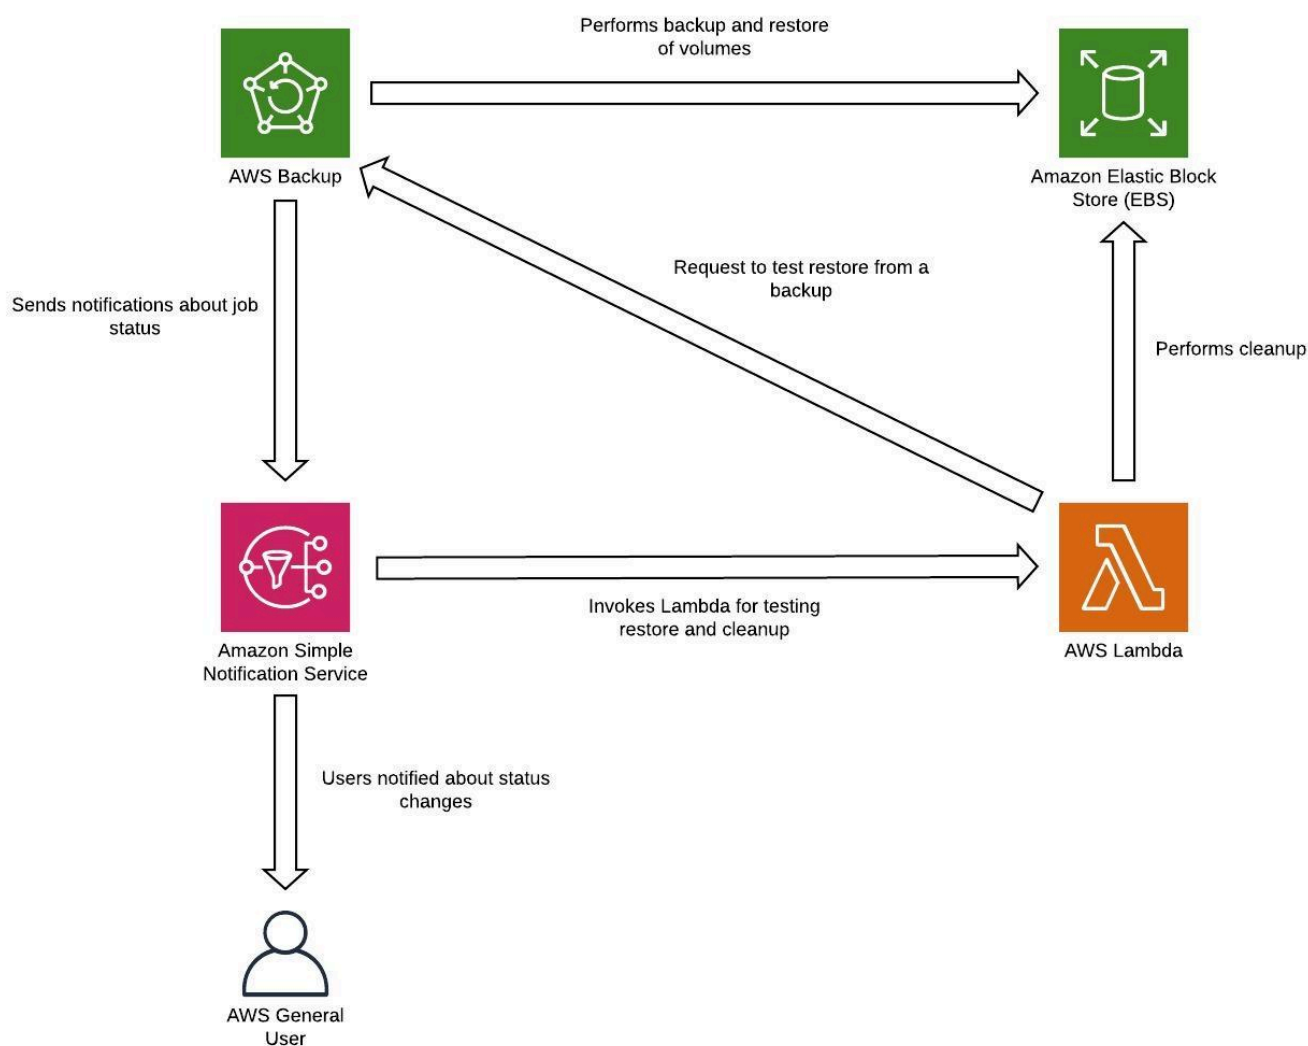 Performs backup and restore
of volumes
AWS Backup
Amazon Elastic Block
Store (EBS)
Request to test restore from a
backup
Sends notifications about job
status
Performs cleanup
Invokes Lambda for testing
restore and cleanup
Amazon Simple
Notification Service
AWS Lambda
Users notified about status
changes
AWS General
User